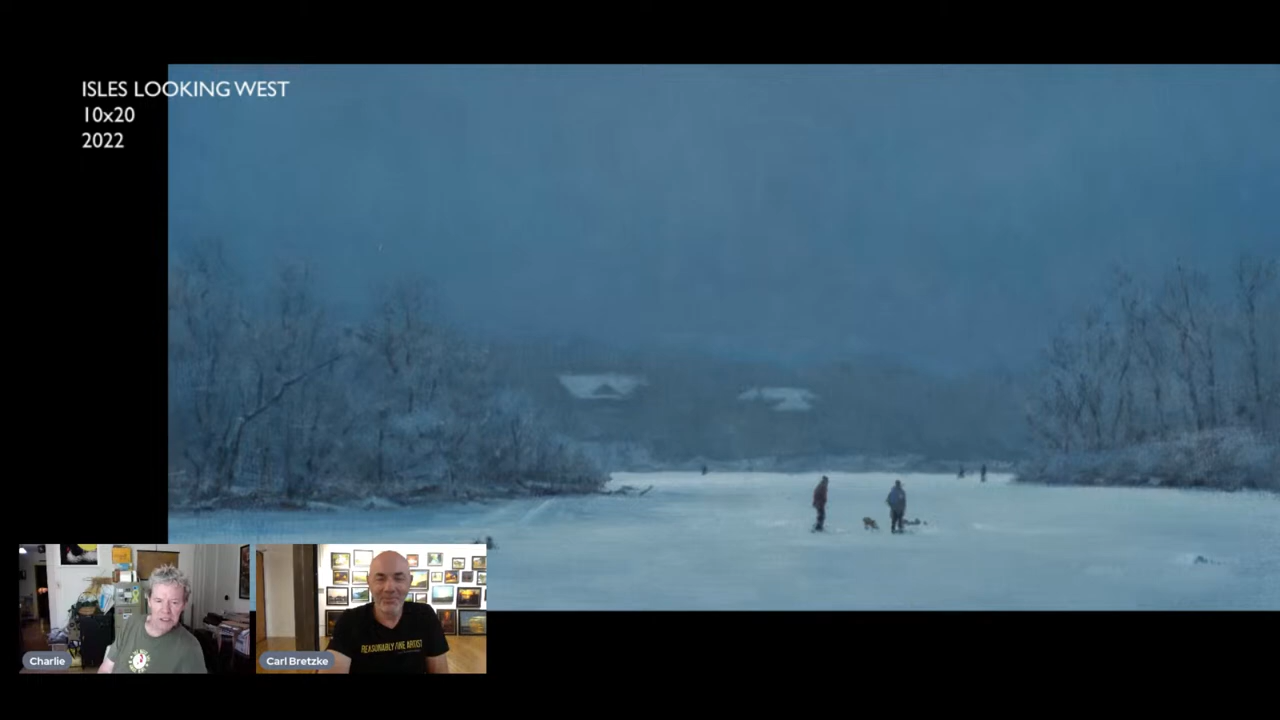 ISLES LOOKING WEST
10x20
2022
Charlie
Carl Bretzke
REASONABLY FINE ARTIST